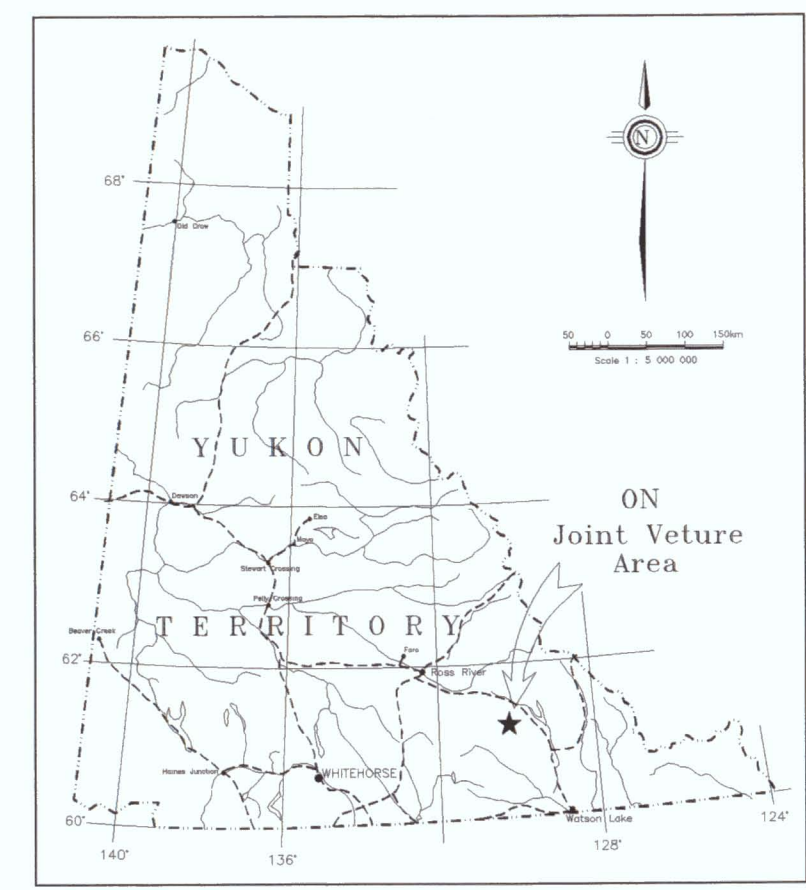 N
68°
Old Crow
66°
50 0 50 100 150km
Scale 1 : 5 000 000
YUKON
64°
Dawson
Elsa
Mayo
Stewart Crossing
ON
Joint Veture
Area
Pelly Crossing
TERRITORY
Beaver Creek
Faro
62°
Ross River
Haines Junction
WHITEHORSE
60°
Watson Lake
140°
136°
128°
124°